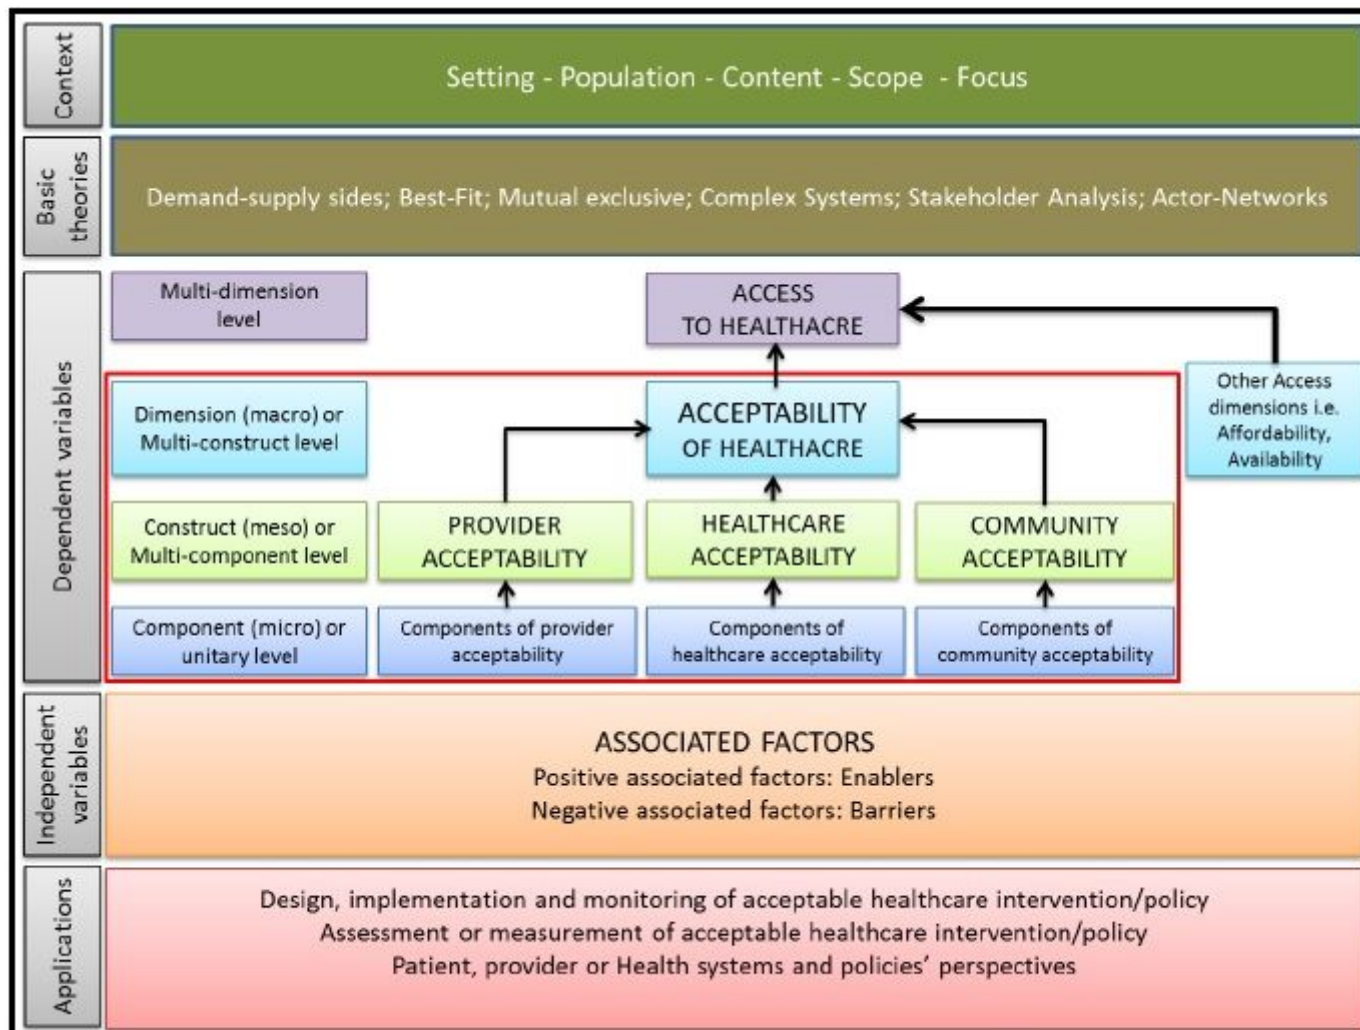 Context
Setting - Population - Content - Scope - Focus
Basic
theories
Demand-supply sides; Best-Fit; Mutual exclusive; Complex Systems; Stakeholder Analysis; Actor-Networks
Dependent variables
Multi-dimension
level
ACCESS
TO HEALTHACRE
Other Access
dimensions i.e.
Affordability,
Availability
Dimension (macro) or
Multi-construct level
ACCEPTABILITY
OF HEALTHACRE
Construct (meso) or
Multi-component level
PROVIDER
ACCEPTABILITY
HEALTHCARE
ACCEPTABILITY
COMMUNITY
ACCEPTABILITY
Component (micro) or
unitary level
Components of provider
acceptability
Components of
healthcare acceptability
Components of
community acceptability
Independent
variables
ASSOCIATED FACTORS
Positive associated factors: Enablers
Negative associated factors: Barriers
Applications
Design, implementation and monitoring of acceptable healthcare intervention/policy
Assessment or measurement of acceptable healthcare intervention/policy
Patient, provider or Health systems and policies’ perspectives